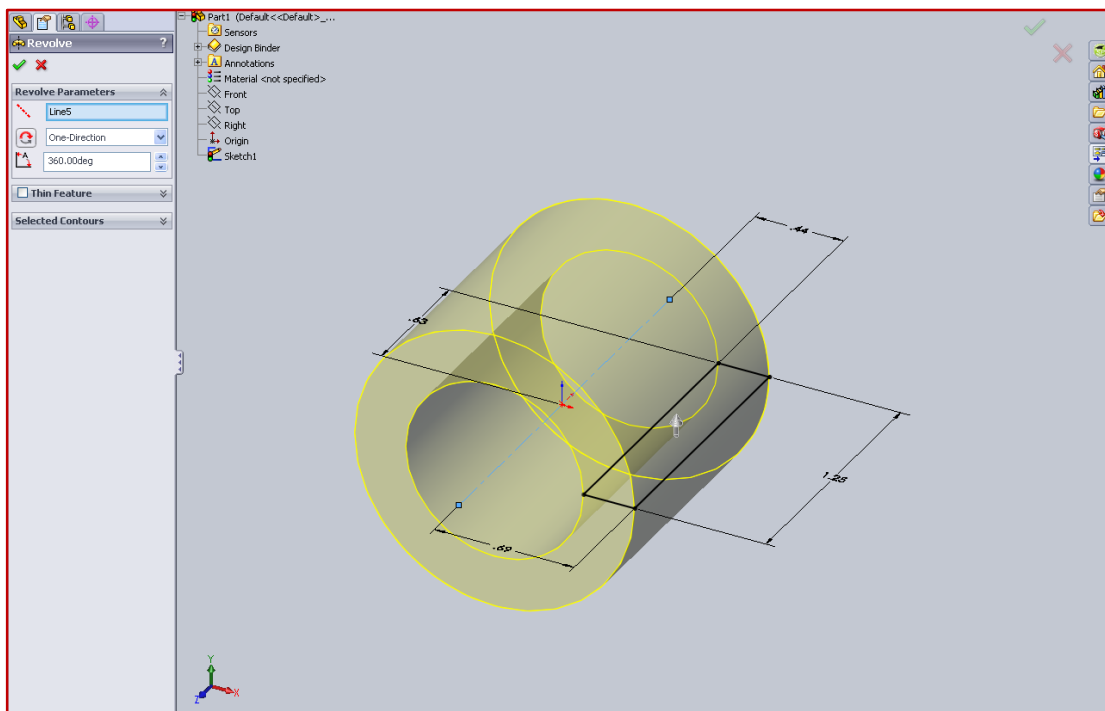 Revolve ?
Revolve Parameters
Line5
One-Direction
360.00deg
Thin Feature
Selected Contours
Part1 (Default<<Default>_...
Sensors
Design Binder
A Annotations
Material <not specified>
Front
Top
Right
Origin
Sketch1
.44
.63
1.25
.69
Y
X
Z